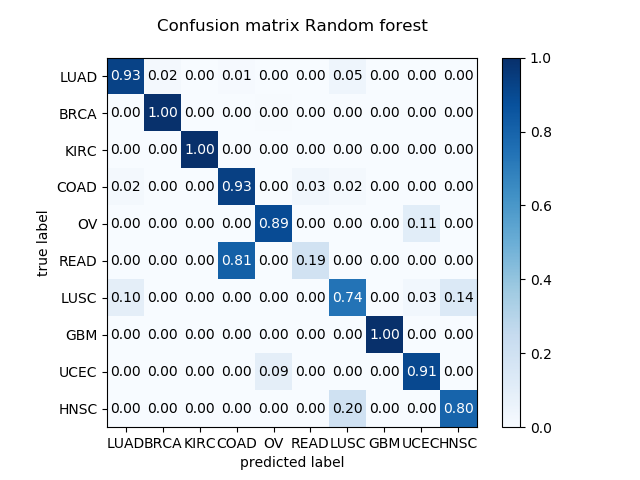 Confusion matrix Random forest
LUAD 0.93 0.02 0.00 0.01 0.00 0.00 0.05 0.00 0.00 0.00
BRCA 0.00 1.00 0.00 0.00 0.00 0.00 0.00 0.00 0.00 0.00
KIRC 0.00 0.00 1.00 0.00 0.00 0.00 0.00 0.00 0.00 0.00
COAD 0.02 0.00 0.00 0.93 0.00 0.03 0.02 0.00 0.00 0.00
OV 0.00 0.00 0.00 0.00 0.89 0.00 0.00 0.00 0.11 0.00
READ 0.00 0.00 0.00 0.81 0.00 0.19 0.00 0.00 0.00 0.00
LUSC 0.10 0.00 0.00 0.00 0.00 0.00 0.74 0.00 0.03 0.14
GBM 0.00 0.00 0.00 0.00 0.00 0.00 0.00 1.00 0.00 0.00
UCEC 0.00 0.00 0.00 0.00 0.09 0.00 0.00 0.00 0.91 0.00
HNSC 0.00 0.00 0.00 0.00 0.00 0.00 0.20 0.00 0.00 0.80
LUAD BRCA KIRC COAD OV READ LUSC GBM UCEC HNSC
predicted label
true label
1.0
0.8
0.6
0.4
0.2
0.0